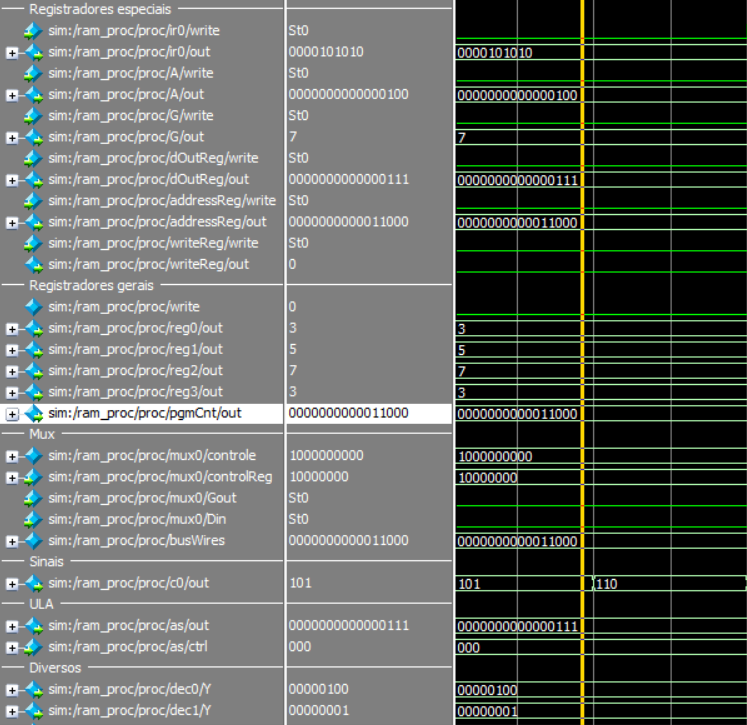 Registradores especiais
sim:/ram_proc/proc/ir0/write St0
sim:/ram_proc/proc/ir0/out 0000101010 0000101010
sim:/ram_proc/proc/A/write St0
sim:/ram_proc/proc/A/out 0000000000000100 0000000000000100
sim:/ram_proc/proc/G/write St0
sim:/ram_proc/proc/G/out 7 7
sim:/ram_proc/proc/dOutReg/write St0
sim:/ram_proc/proc/dOutReg/out 0000000000000111 0000000000000111
sim:/ram_proc/proc/addressReg/write St0
sim:/ram_proc/proc/addressReg/out 0000000000011000 0000000000011000
sim:/ram_proc/proc/writeReg/write St0
sim:/ram_proc/proc/writeReg/out 0
Registradores gerais
sim:/ram_proc/proc/write 0
sim:/ram_proc/proc/reg0/out 3 3
sim:/ram_proc/proc/reg1/out 5 5
sim:/ram_proc/proc/reg2/out 7 7
sim:/ram_proc/proc/reg3/out 3 3
sim:/ram_proc/proc/pgmCnt/out 0000000000011000 0000000000011000
Mux
sim:/ram_proc/proc/mux0/controle 1000000000 1000000000
sim:/ram_proc/proc/mux0/controlReg 10000000 10000000
sim:/ram_proc/proc/mux0/Gout St0
sim:/ram_proc/proc/mux0/Din St0
sim:/ram_proc/proc/busWires 0000000000011000 0000000000011000
Sinais
sim:/ram_proc/proc/c0/out 101 101 110
ULA
sim:/ram_proc/proc/as/out 0000000000000111 0000000000000111
sim:/ram_proc/proc/as/ctrl 000 000
Diversos
sim:/ram_proc/proc/dec0/Y 00000100 00000100
sim:/ram_proc/proc/dec1/Y 00000001 00000001